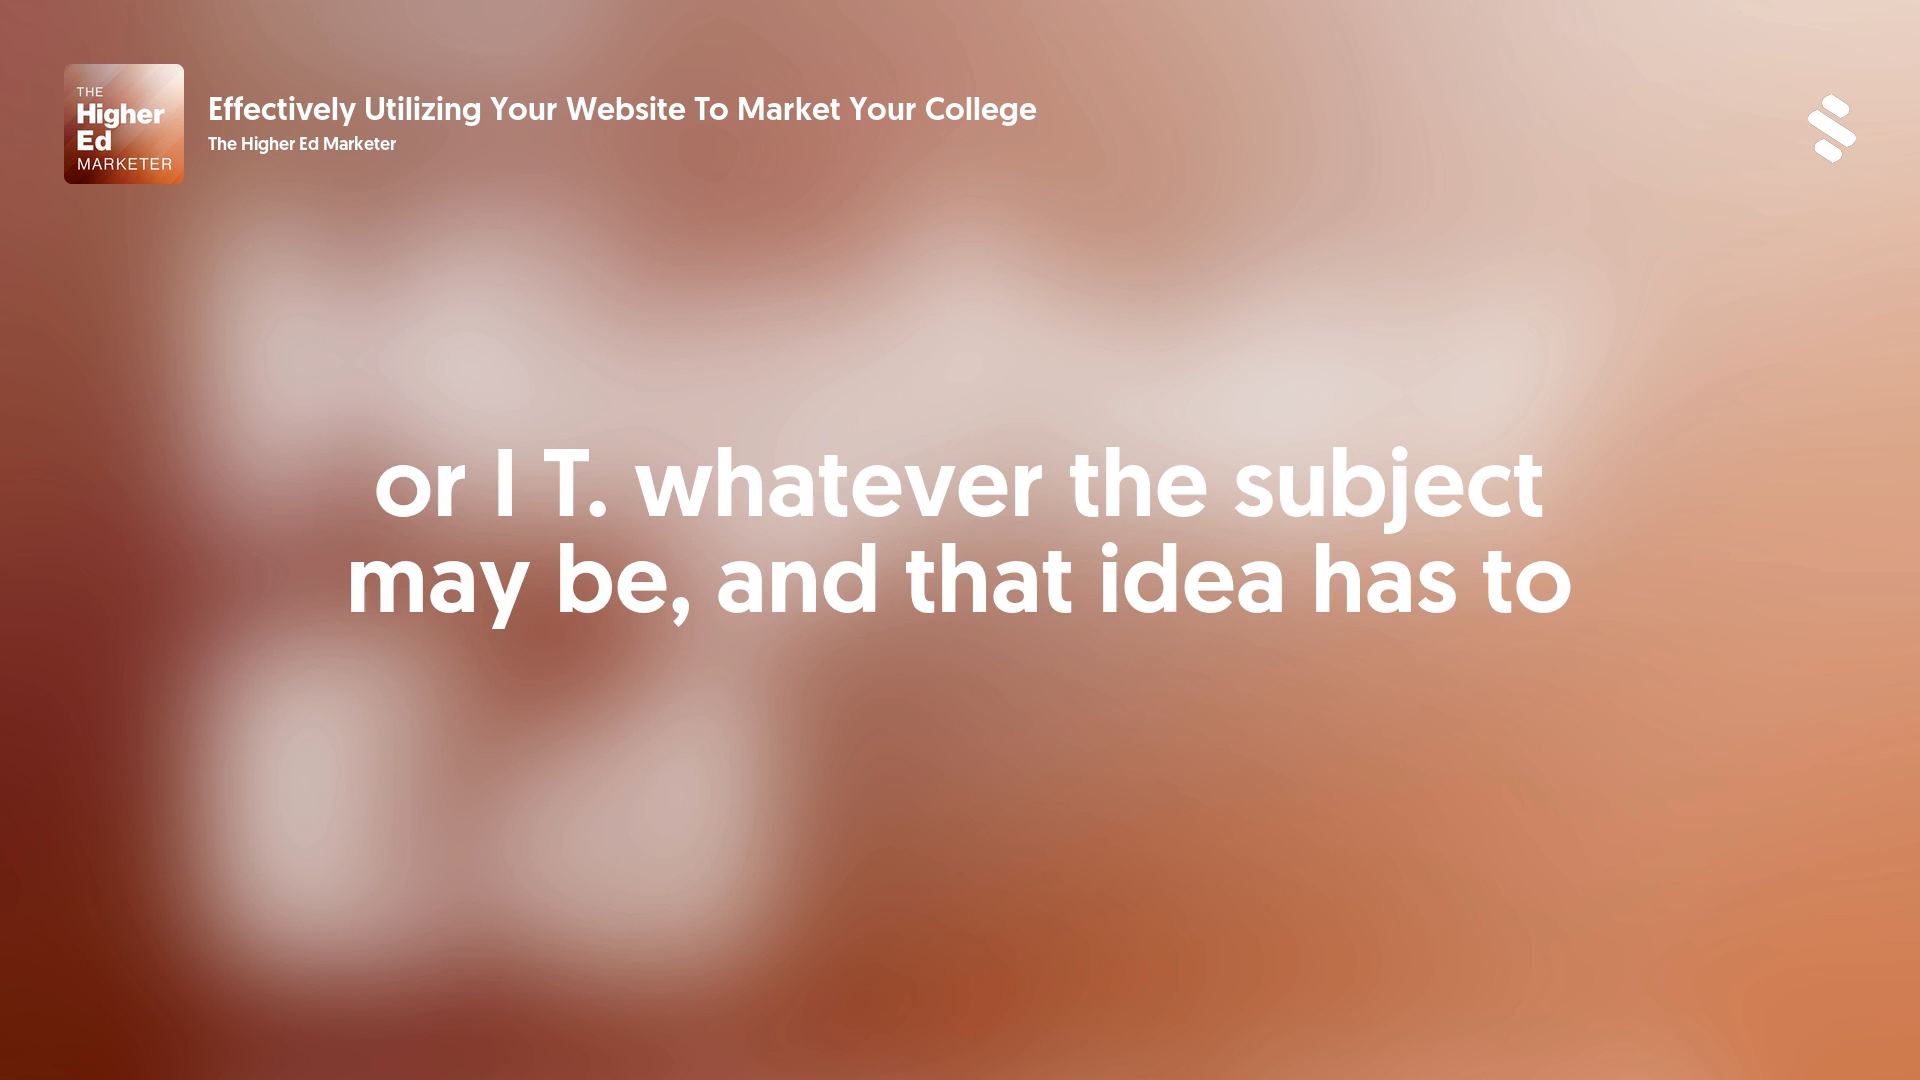 THE
Higher
Ed
MARKETER
Effectively Utilizing Your Website To Market Your College
The Higher Ed Marketer
or I T. whatever the subject
may be, and that idea has to